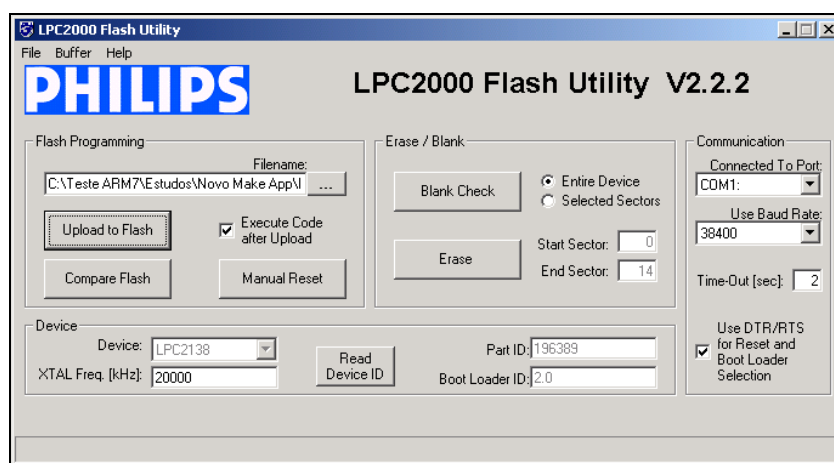 LPC2000 Flash Utility
File Buffer Help
PHILIPS
LPC2000 Flash Utility V2.2.2
Flash Programming
Filename:
C:\Teste ARM7\Estudos\Novo Make App\I
...
Upload to Flash
Execute Code
after Upload
Compare Flash
Manual Reset
Erase / Blank
Blank Check
Entire Device
Selected Sectors
Erase
Start Sector: 0
End Sector: 14
Communication
Connected To Port:
COM1:
Use Baud Rate:
38400
Time-Out [sec]: 2
Use DTR/RTS
for Reset and
Boot Loader
Selection
Device
Device: LPC2138
XTAL Freq. [kHz]: 20000
Read
Device ID
Part ID: 196389
Boot Loader ID: 2.0